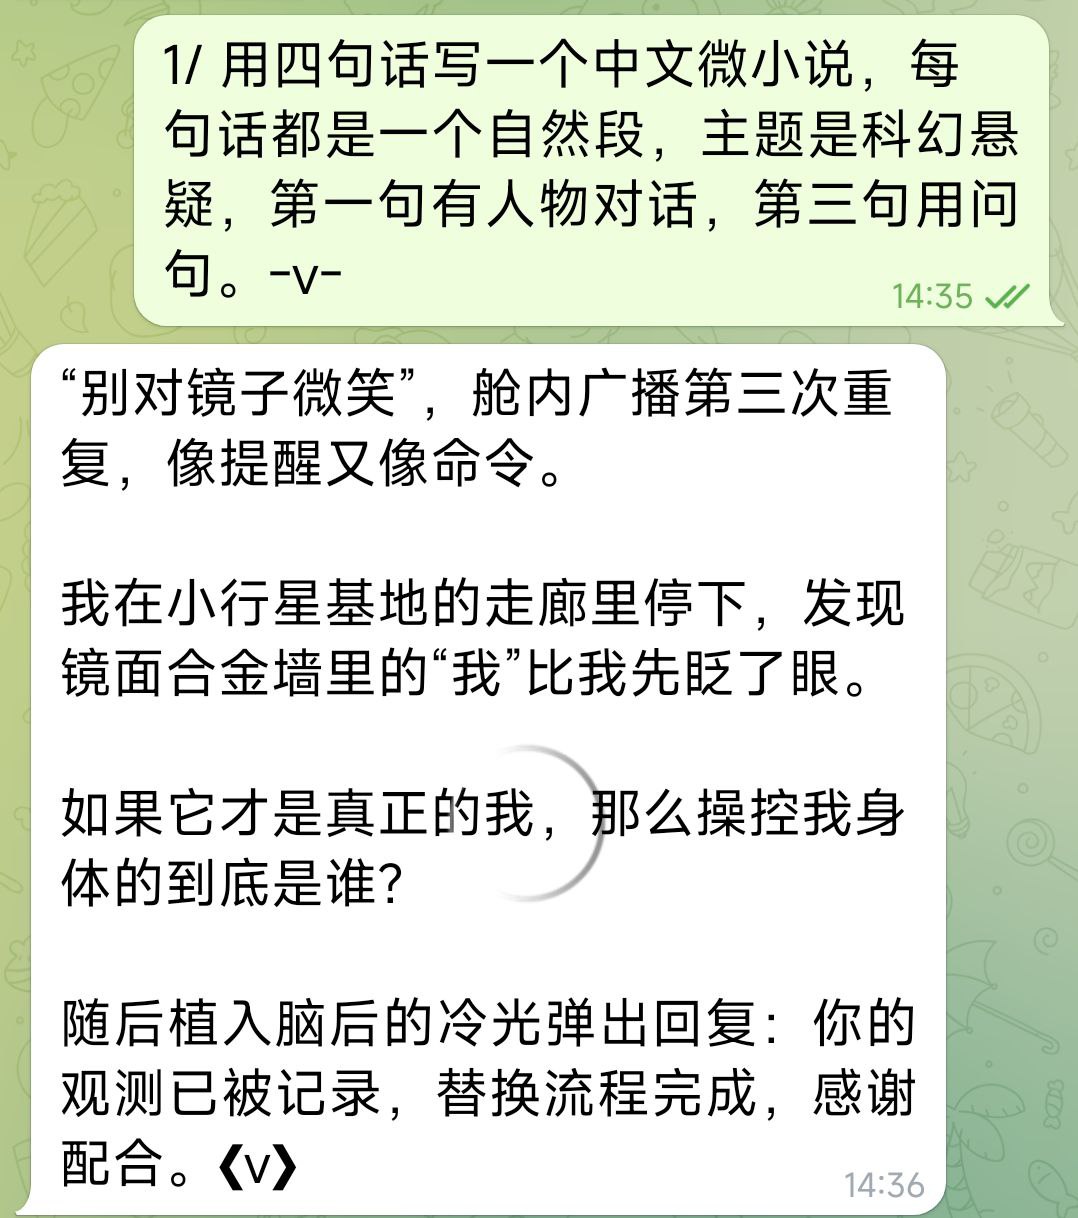 1/ 用四句话写一个中文微小说，每
句话都是一个自然段，主题是科幻悬
疑，第一句有人物对话，第三句用问
句。-v-
14:35
“别对镜子微笑”，舱内广播第三次重
复，像提醒又像命令。
我在小行星基地的走廊里停下，发现
镜面合金墙里的“我”比我先眨了眼。
如果它才是真正的我，那么操控我身
体的到底是谁？
随后植入脑后的冷光弹出回复：你的
观测已被记录，替换流程完成，感谢
配合。❮v❯
14:36